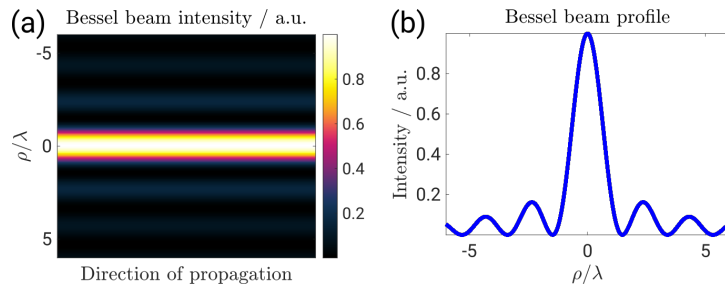 (a)
Bessel beam intensity / a.u.
-5
0
5
ρ/λ
Direction of propagation
0.8
0.6
0.4
0.2
(b)
Bessel beam profile
Intensity / a.u.
0.8
0.6
0.4
0.2
-5
0
5
ρ/λ